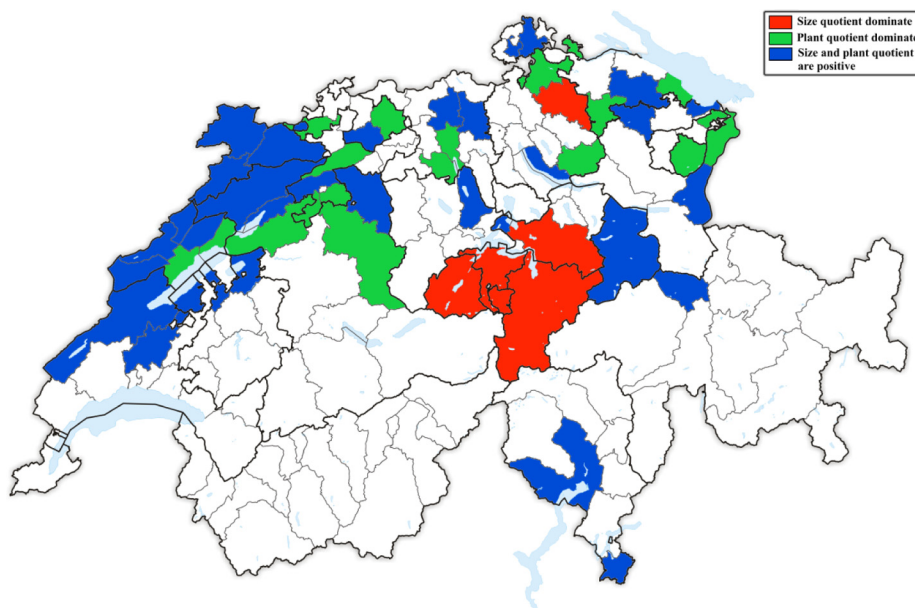 Size quotient dominate
Plant quotient dominate
Size and plant quotient
are positive